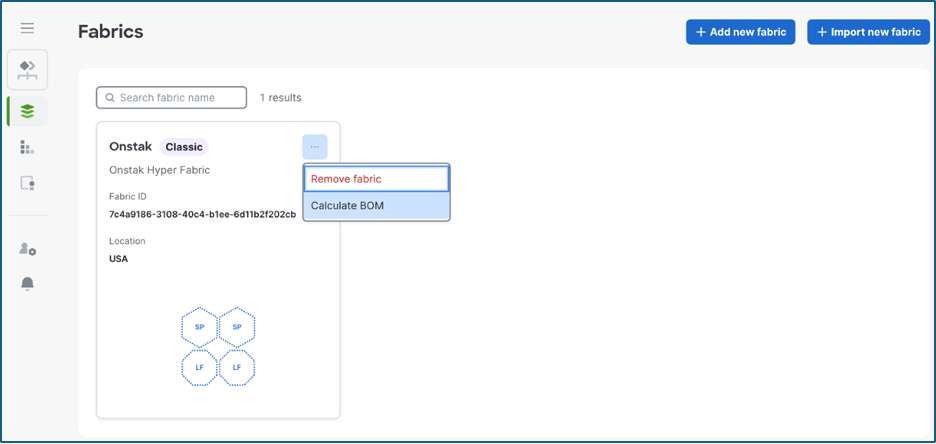 Fabrics
+ Add new fabric
+ Import new fabric
Search fabric name
1 results
Onstak Classic
...
Onstak Hyper Fabric
Remove fabric
Calculate BOM
Fabric ID
7c4a9186-3108-40c4-b1ee-6d11b2f202cb
Location
USA
SP SP
LF LF